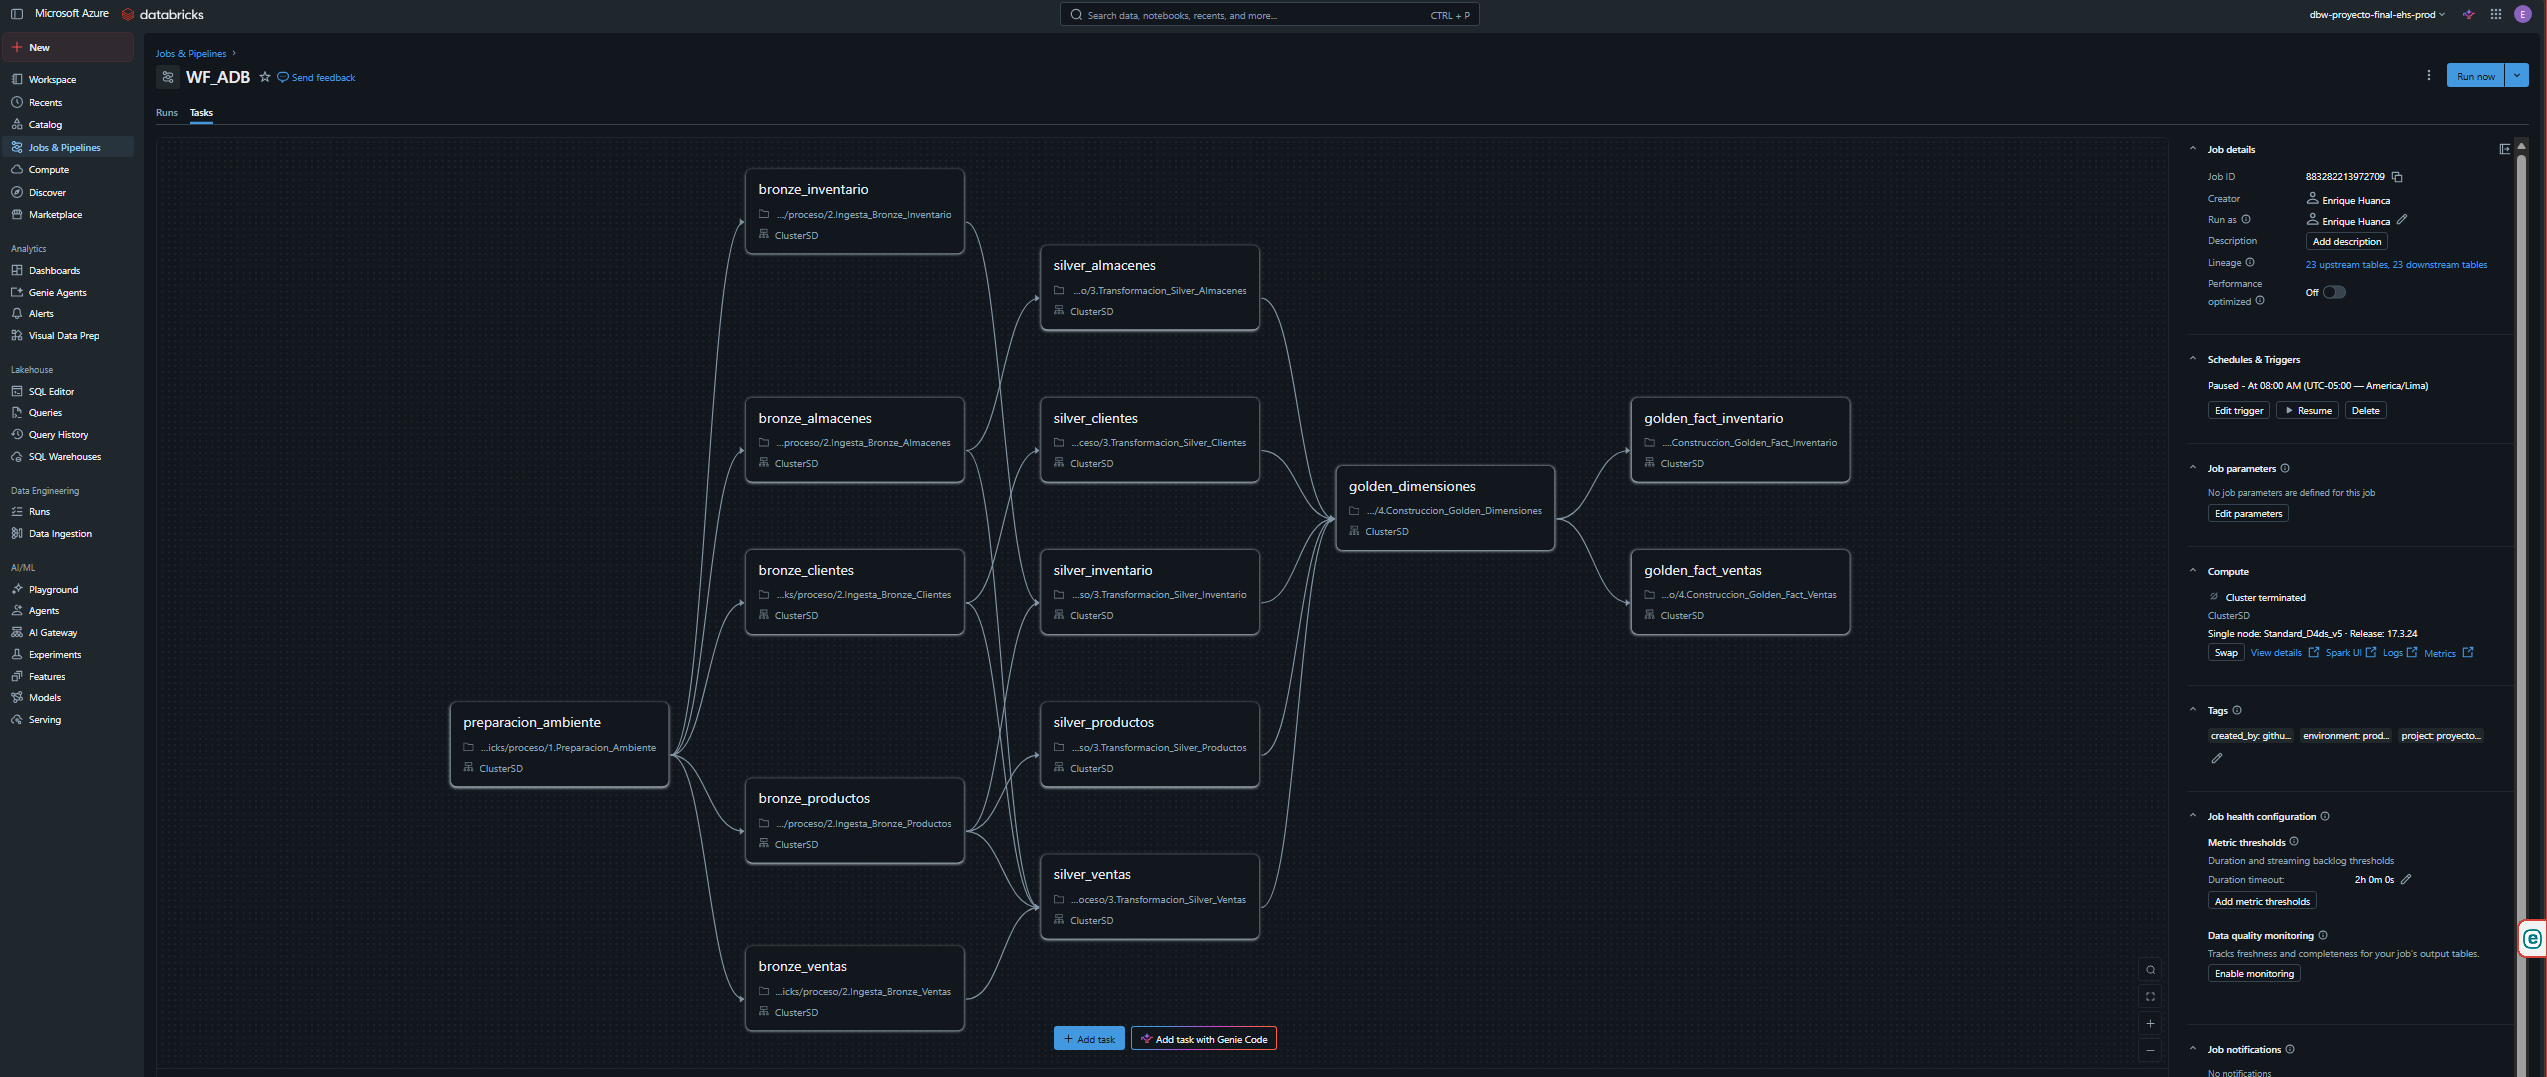 Microsoft Azure databricks
Search data, notebooks, recents, and more... CTRL + P
dbw-proyecto-final-ehs-prod
E
New
Workspace
Recents
Catalog
Jobs & Pipelines
Compute
Discover
Marketplace
Analytics
Dashboards
Genie Agents
Alerts
Visual Data Prep
Lakehouse
SQL Editor
Queries
Query History
SQL Warehouses
Data Engineering
Runs
Data Ingestion
AI/ML
Playground
Agents
AI Gateway
Experiments
Features
Models
Serving
Jobs & Pipelines >
WF_ADB
Send feedback
Run now
Runs Tasks
preparacion_ambiente
...icks/proceso/1.Preparacion_Ambiente
ClusterSD
bronze_inventario
.../proceso/2.Ingesta_Bronze_Inventario
ClusterSD
bronze_almacenes
...proceso/2.Ingesta_Bronze_Almacenes
ClusterSD
bronze_clientes
...ks/proceso/2.Ingesta_Bronze_Clientes
ClusterSD
bronze_productos
.../proceso/2.Ingesta_Bronze_Productos
ClusterSD
bronze_ventas
...icks/proceso/2.Ingesta_Bronze_Ventas
ClusterSD
silver_almacenes
...o/3.Transformacion_Silver_Almacenes
ClusterSD
silver_clientes
...ceso/3.Transformacion_Silver_Clientes
ClusterSD
silver_inventario
...so/3.Transformacion_Silver_Inventario
ClusterSD
silver_productos
...so/3.Transformacion_Silver_Productos
ClusterSD
silver_ventas
...oceso/3.Transformacion_Silver_Ventas
ClusterSD
golden_dimensiones
.../4.Construccion_Golden_Dimensiones
ClusterSD
golden_fact_inventario
....Construccion_Golden_Fact_Inventario
ClusterSD
golden_fact_ventas
...o/4.Construccion_Golden_Fact_Ventas
ClusterSD
+ Add task
Add task with Genie Code
Job details
Job ID 883282213972709
Creator Enrique Huanca
Run as Enrique Huanca
Description Add description
Lineage 23 upstream tables, 23 downstream tables
Performance
optimized Off
Schedules & Triggers
Paused - At 08:00 AM (UTC-05:00 — America/Lima)
Edit trigger Resume Delete
Job parameters
No job parameters are defined for this job
Edit parameters
Compute
Cluster terminated
ClusterSD
Single node: Standard_D4ds_v5 · Release: 17.3.24
Swap View details Spark UI Logs Metrics
Tags
created_by: githu... environment: prod... project: proyecto...
Job health configuration
Metric thresholds
Duration and streaming backlog thresholds
Duration timeout: 2h 0m 0s
Add metric thresholds
Data quality monitoring
Tracks freshness and completeness for your job's output tables.
Enable monitoring
Job notifications
No notifications